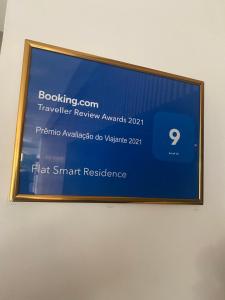 Booking.com
Traveller Review Awards 2021
Prêmio Avaliação do Viajante 2021
9
Flat Smart Residence